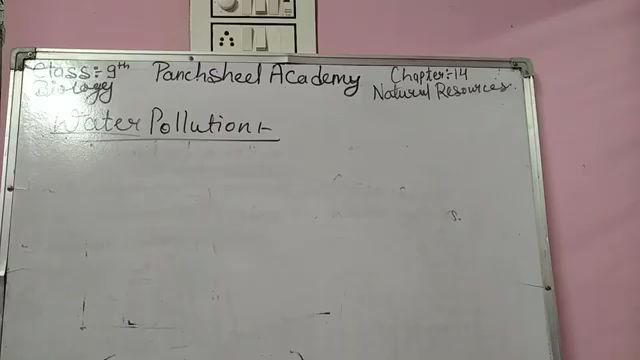 Class:- 9th Panchsheel Academy Chapter:-14
Biology Natural Resources.
Water Pollution:-